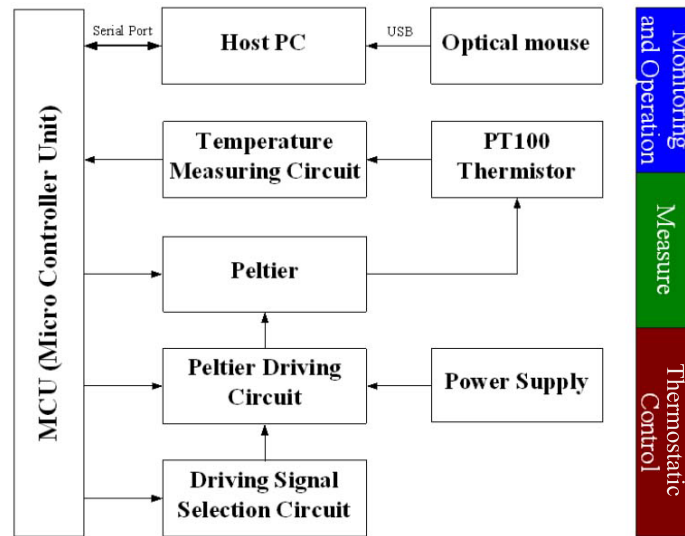 MCU (Micro Controller Unit)
Serial Port
Host PC
USB
Optical mouse
Temperature
Measuring Circuit
PT100
Thermistor
Peltier
Peltier Driving
Circuit
Power Supply
Driving Signal
Selection Circuit
Monitoring
and Operation
Measure
Thermostatic
Control